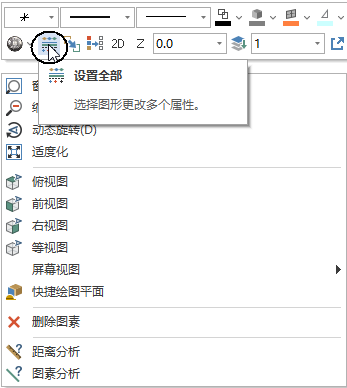 2D Z 0.0 1
设置全部
选择图形更改多个属性。
动态旋转(D)
适度化
俯视图
前视图
右视图
等视图
屏幕视图
快捷绘图平面
删除图素
距离分析
图素分析